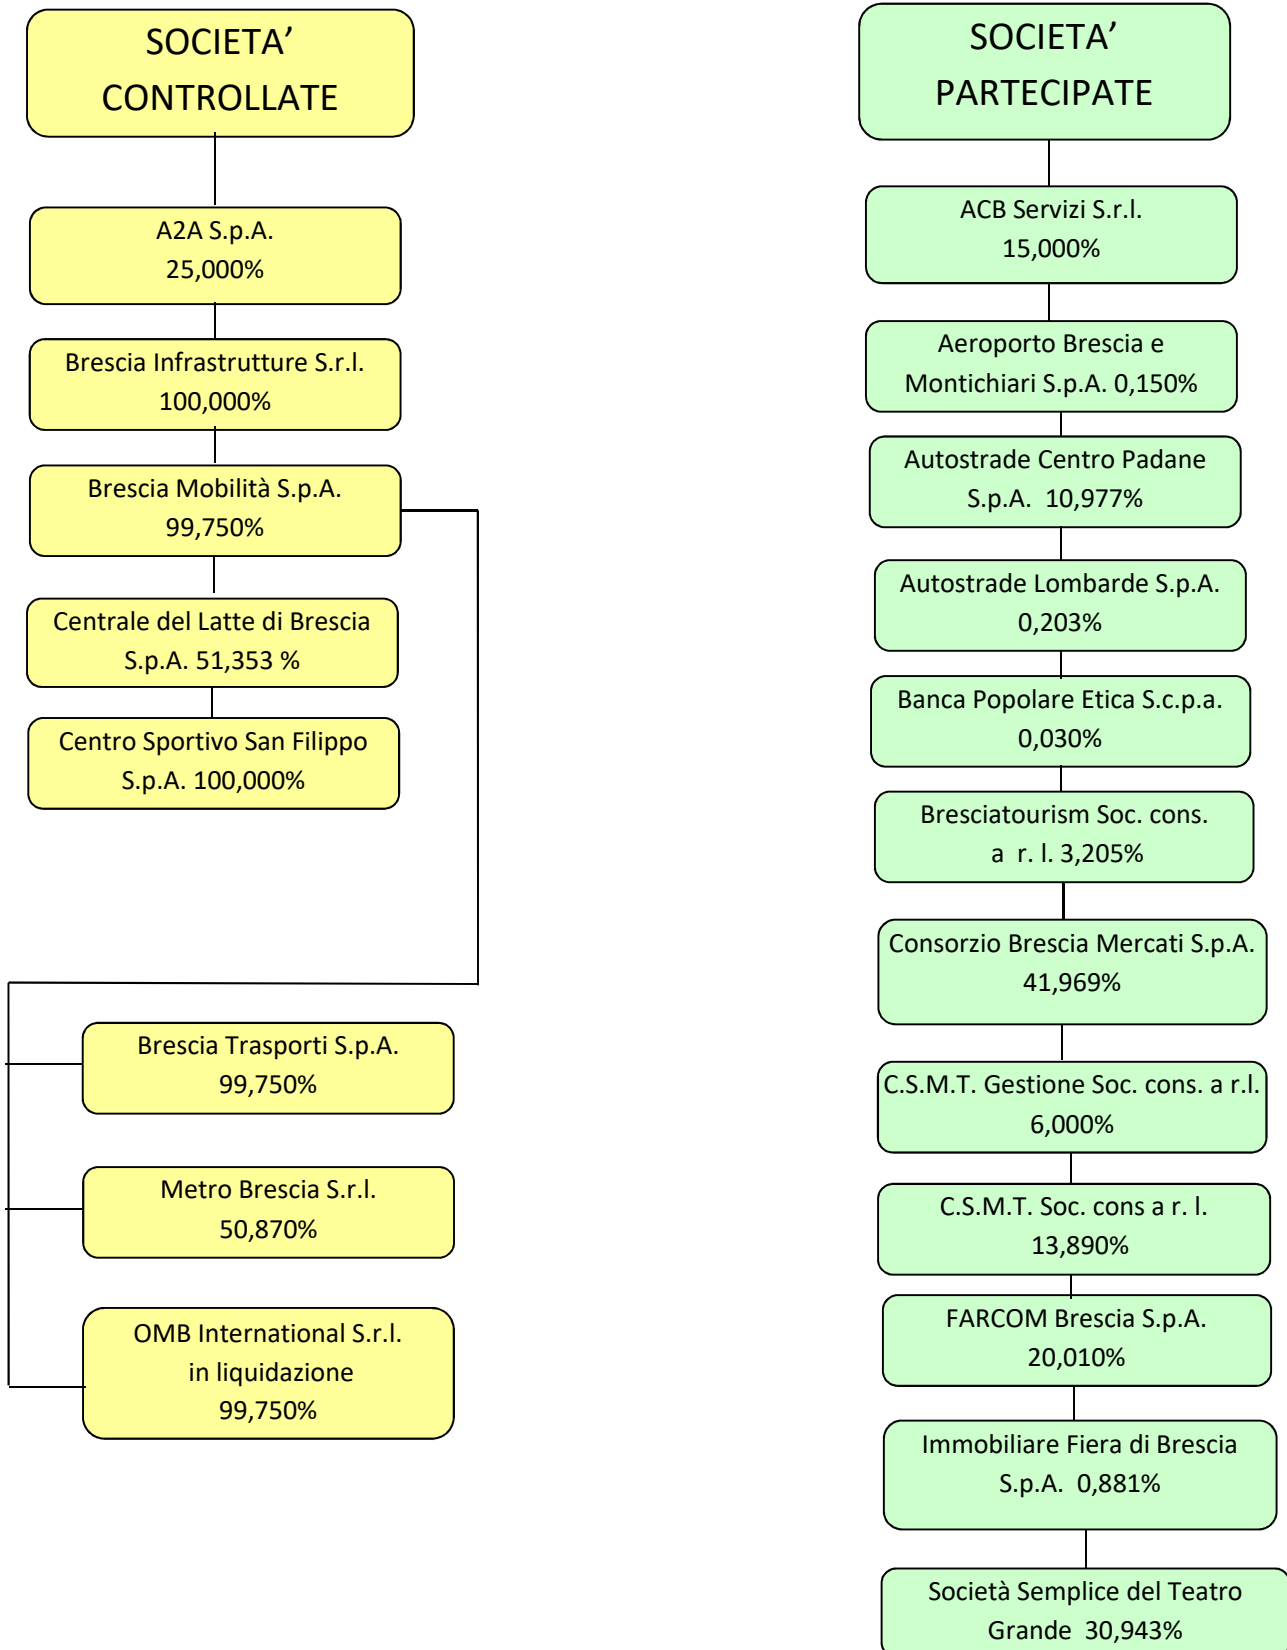 SOCIETA'
CONTROLLATE
A2A S.p.A.
25,000%
Brescia Infrastrutture S.r.l.
100,000%
Brescia Mobilità S.p.A.
99,750%
Centrale del Latte di Brescia
S.p.A. 51,353 %
Centro Sportivo San Filippo
S.p.A. 100,000%
Brescia Trasporti S.p.A.
99,750%
Metro Brescia S.r.l.
50,870%
OMB International S.r.l.
in liquidazione
99,750%
SOCIETA'
PARTECIPATE
ACB Servizi S.r.l.
15,000%
Aeroporto Brescia e
Montichiari S.p.A. 0,150%
Autostrade Centro Padane
S.p.A. 10,977%
Autostrade Lombarde S.p.A.
0,203%
Banca Popolare Etica S.c.p.a.
0,030%
Bresciatourism Soc. cons.
a r. l. 3,205%
Consorzio Brescia Mercati S.p.A.
41,969%
C.S.M.T. Gestione Soc. cons. a r.l.
6,000%
C.S.M.T. Soc. cons a r. l.
13,890%
FARCOM Brescia S.p.A.
20,010%
Immobiliare Fiera di Brescia
S.p.A. 0,881%
Società Semplice del Teatro
Grande 30,943%